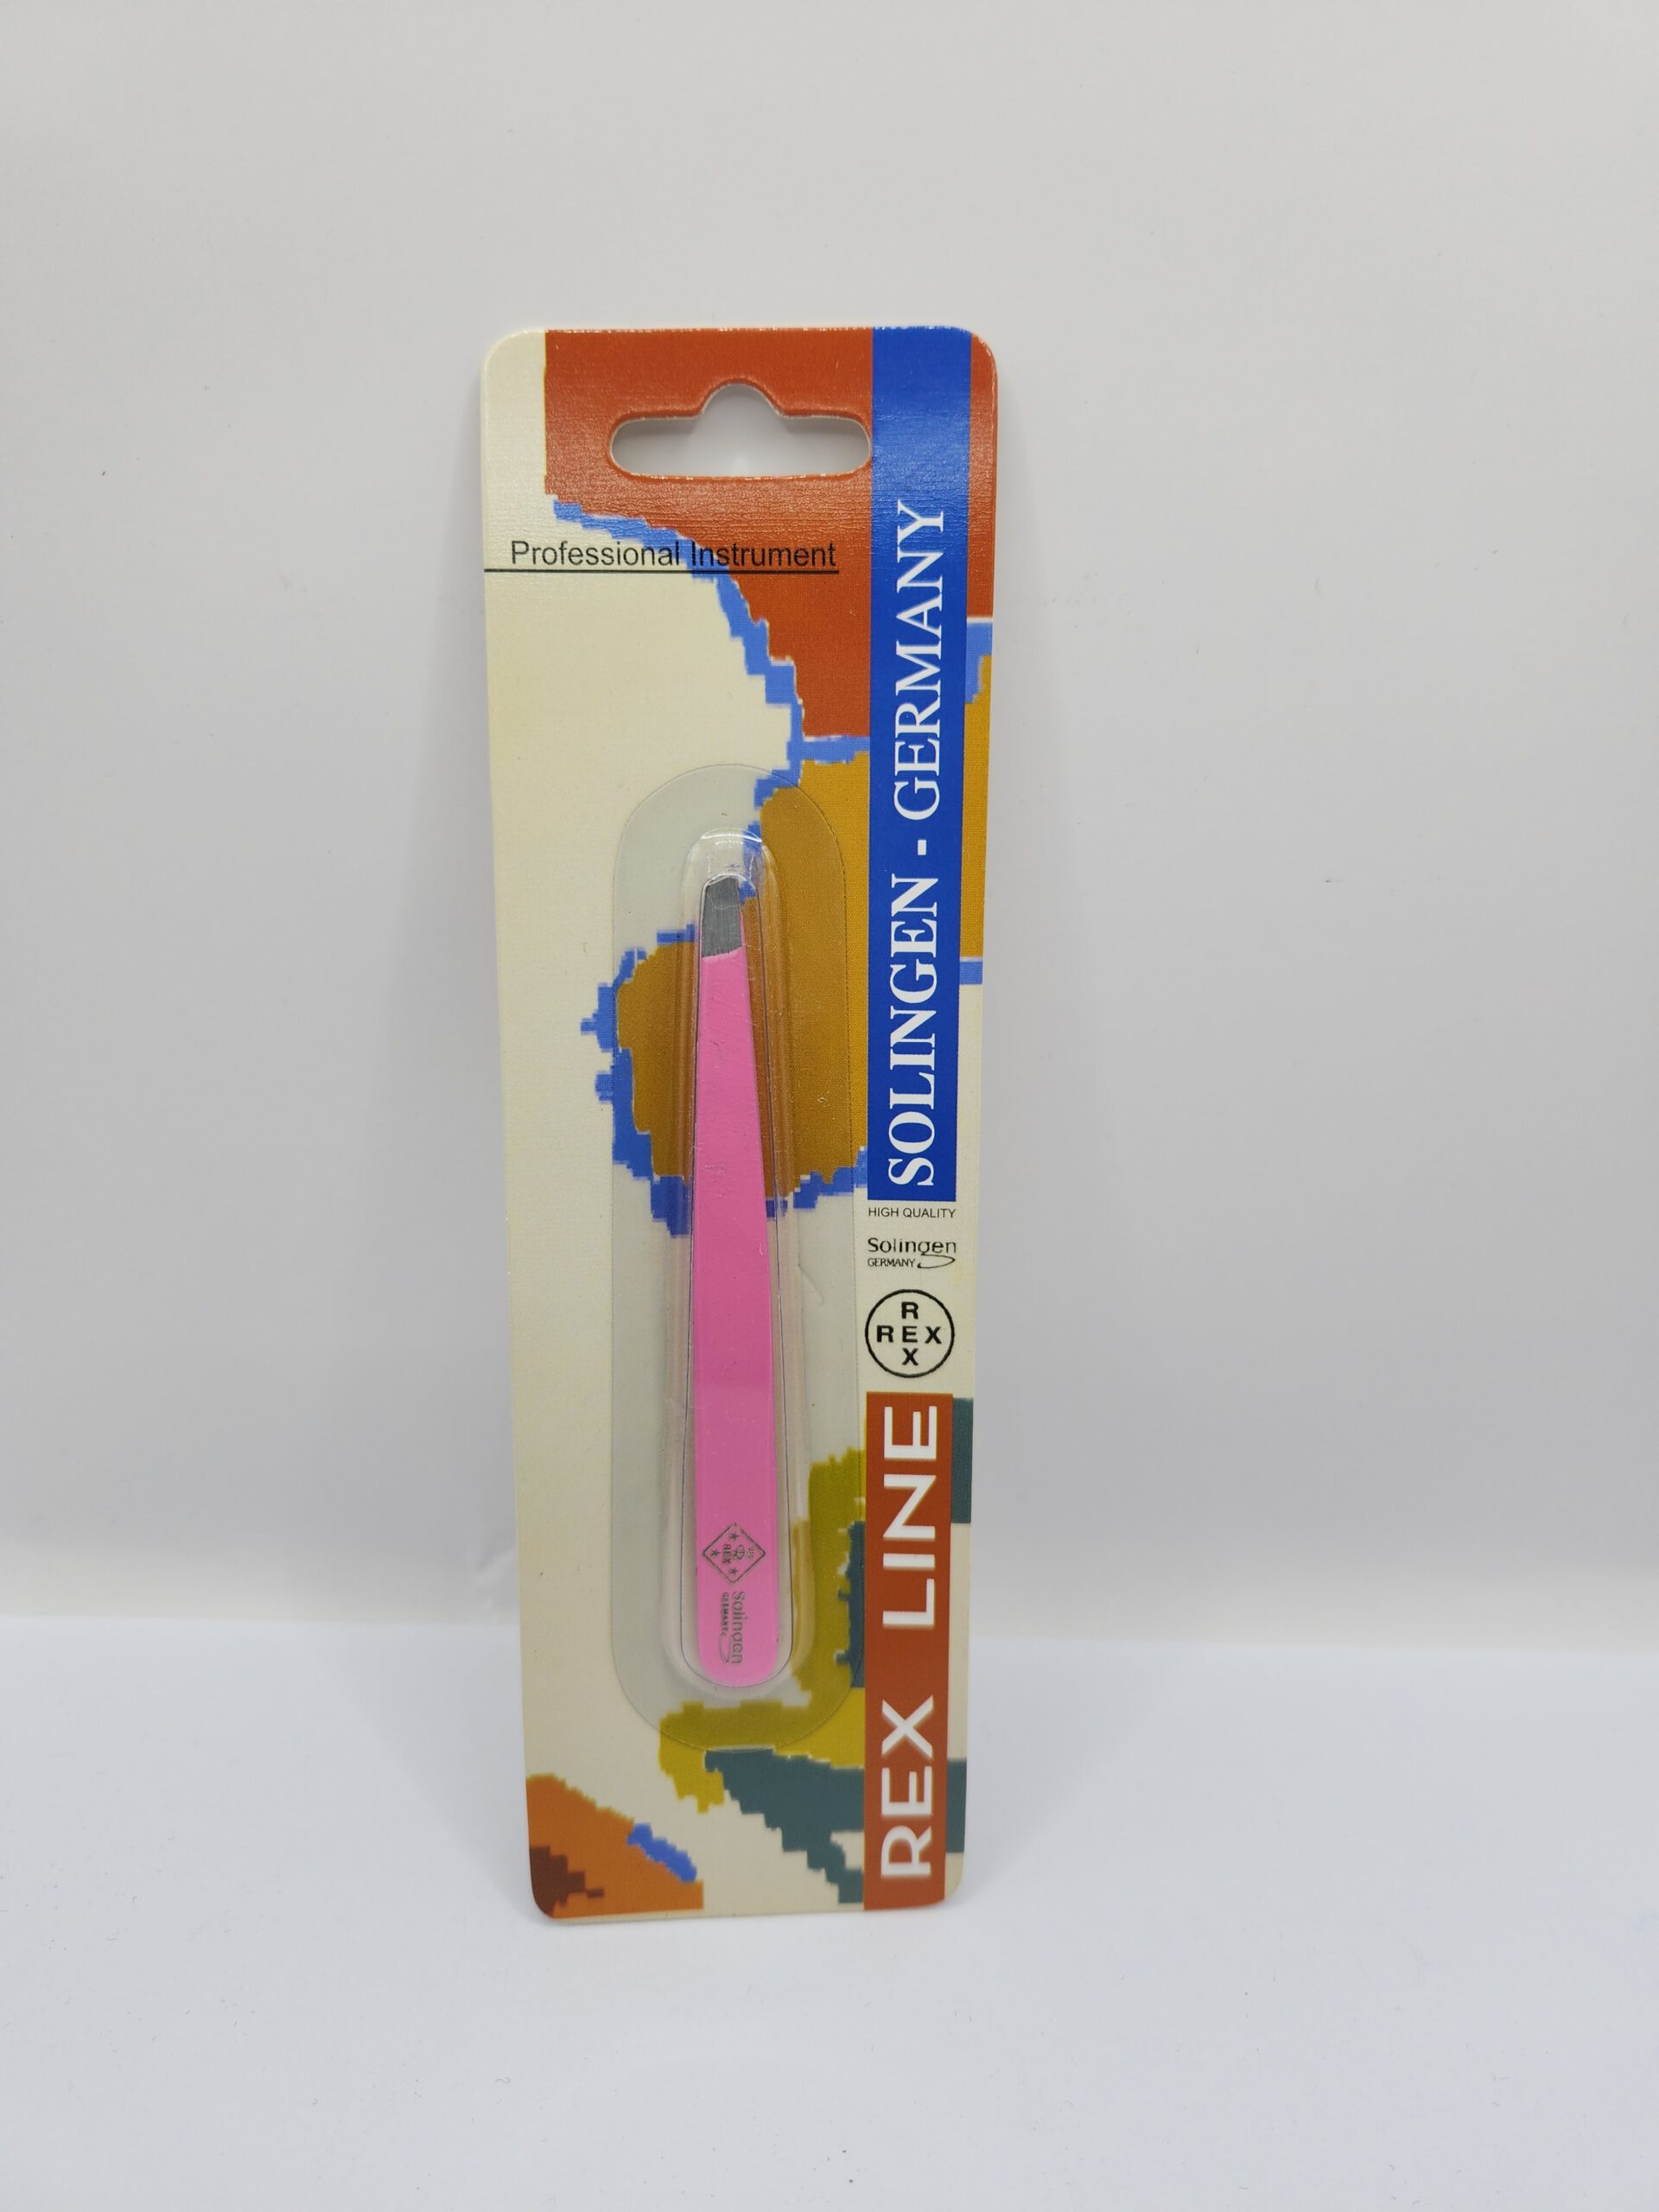 Professional Instrument
SOLINGEN - GERMANY
HIGH QUALITY
Solingen
GERMANY
R
REX
X
REX LINE
REX
Solingen
GERMANY